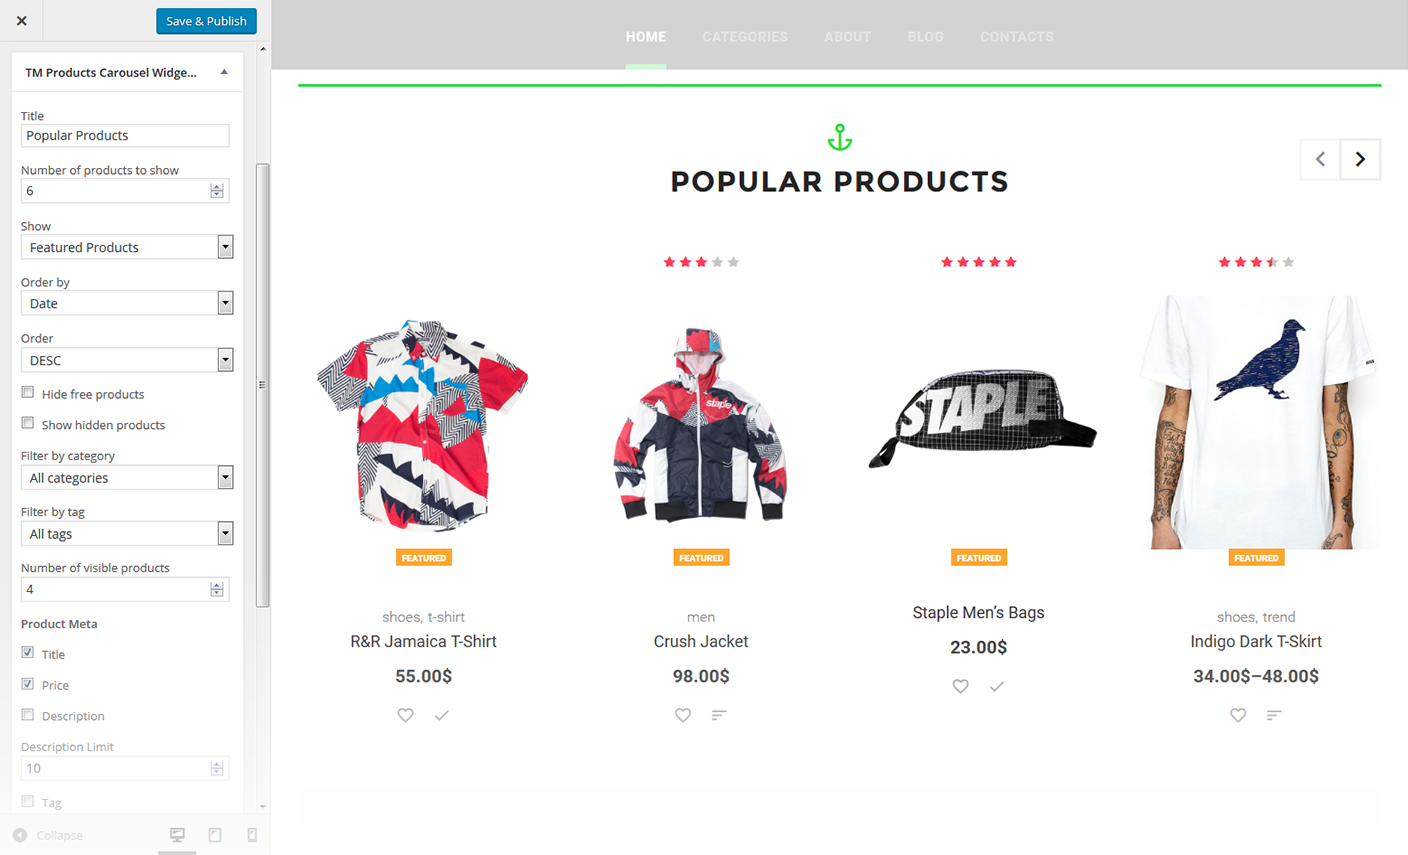 Save & Publish
TM Products Carousel Widge...
Title
Popular Products
Number of products to show
6
Show
Featured Products
Order by
Date
Order
DESC
Hide free products
Show hidden products
Filter by category
All categories
Filter by tag
All tags
Number of visible products
4
Product Meta
Title
Price
Description
Description Limit
10
Tag
Collapse
HOME CATEGORIES ABOUT BLOG CONTACTS
POPULAR PRODUCTS
staple
STAPLE
FEATURED FEATURED FEATURED FEATURED
shoes, t-shirt
R&R Jamaica T-Shirt
55.00$
men
Crush Jacket
98.00$
Staple Men’s Bags
23.00$
shoes, trend
Indigo Dark T-Skirt
34.00$–48.00$